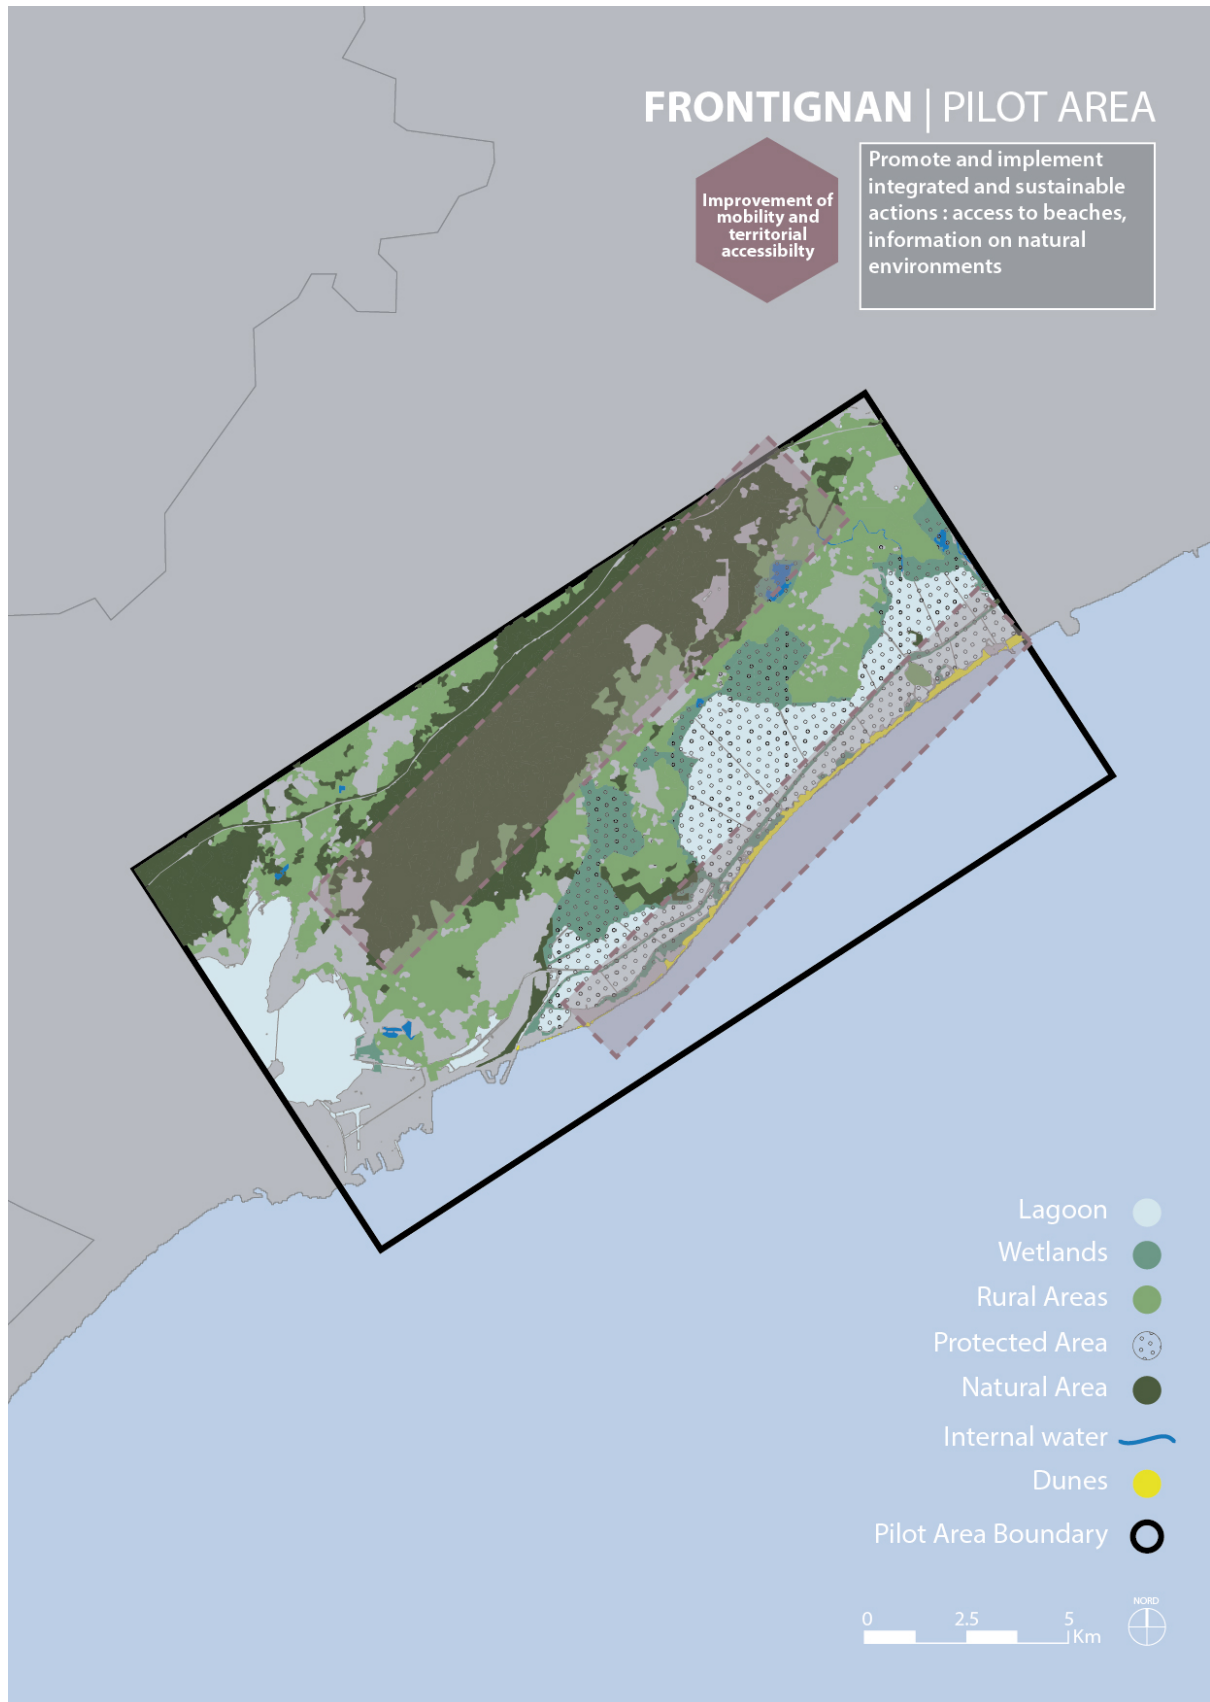 FRONTIGNAN | PILOT AREA
Improvement of
mobility and
territorial
accessibilty
Promote and implement
integrated and sustainable
actions : access to beaches,
information on natural
environments
Lagoon
Wetlands
Rural Areas
Protected Area
Natural Area
Internal water
Dunes
Pilot Area Boundary
0 2.5 5
Km
NORD